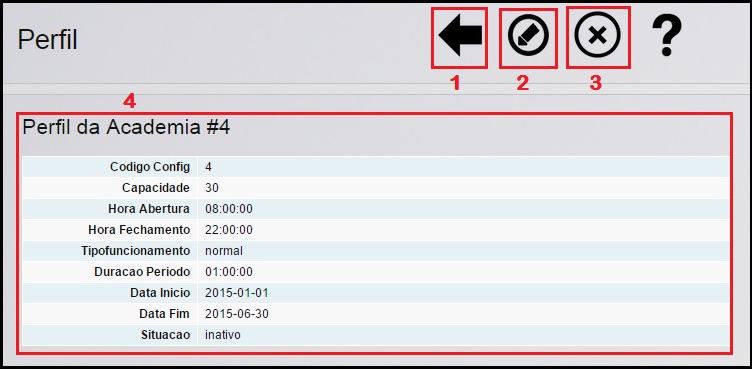 Perfil
?
1 2 3
4
Perfil da Academia #4
Codigo Config 4
Capacidade 30
Hora Abertura 08:00:00
Hora Fechamento 22:00:00
Tipofuncionamento normal
Duracao Periodo 01:00:00
Data Inicio 2015-01-01
Data Fim 2015-06-30
Situacao inativo